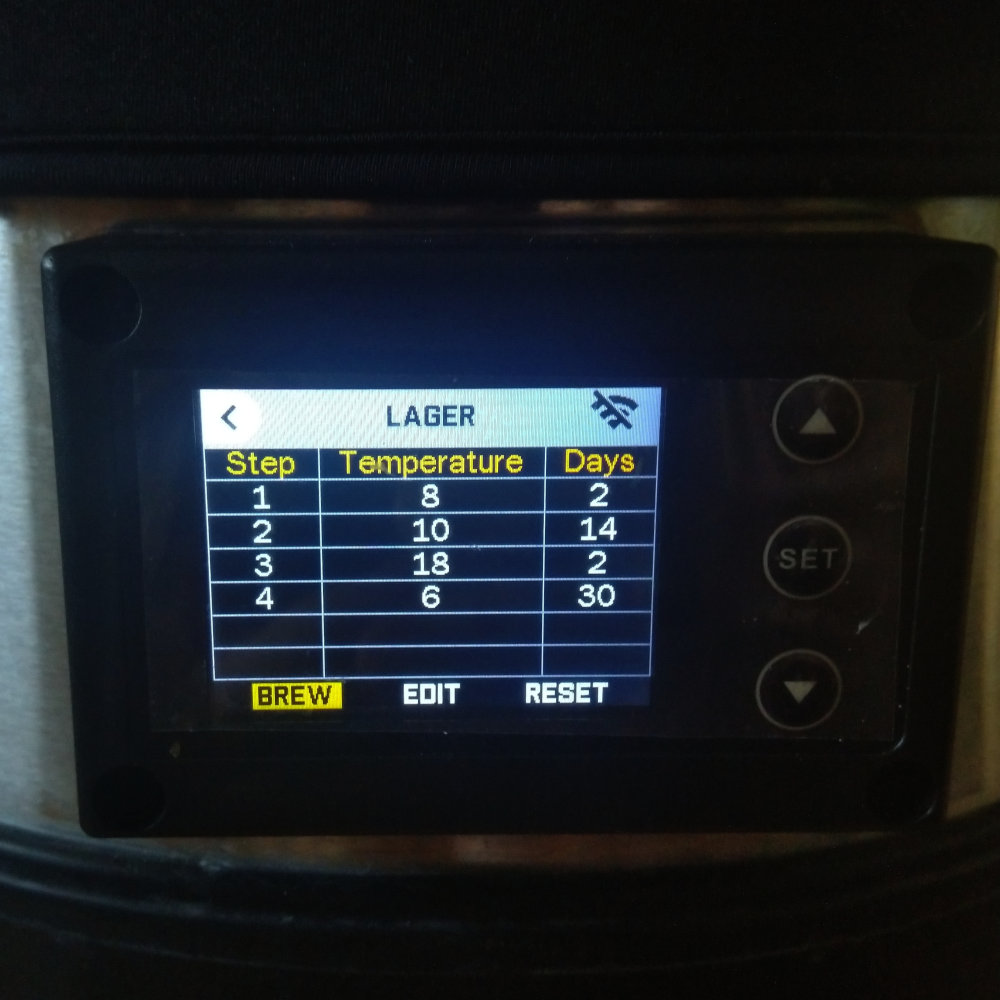 LAGER
Step Temperature Days
1 8 2
2 10 14
3 18 2
4 6 30
BREW EDIT RESET
SET